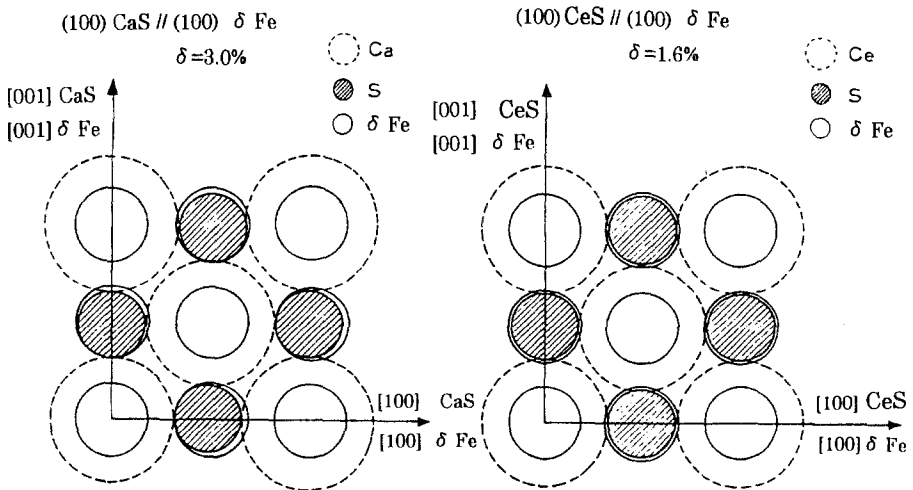 (100) CaS // (100) δ Fe
δ=3.0%
Ca
S
δ Fe
[001] CaS
[001] δ Fe
[100] CaS
[100] δ Fe
(100) CeS // (100) δ Fe
δ=1.6%
Ce
S
δ Fe
[001] CeS
[001] δ Fe
[100] CeS
[100] δ Fe